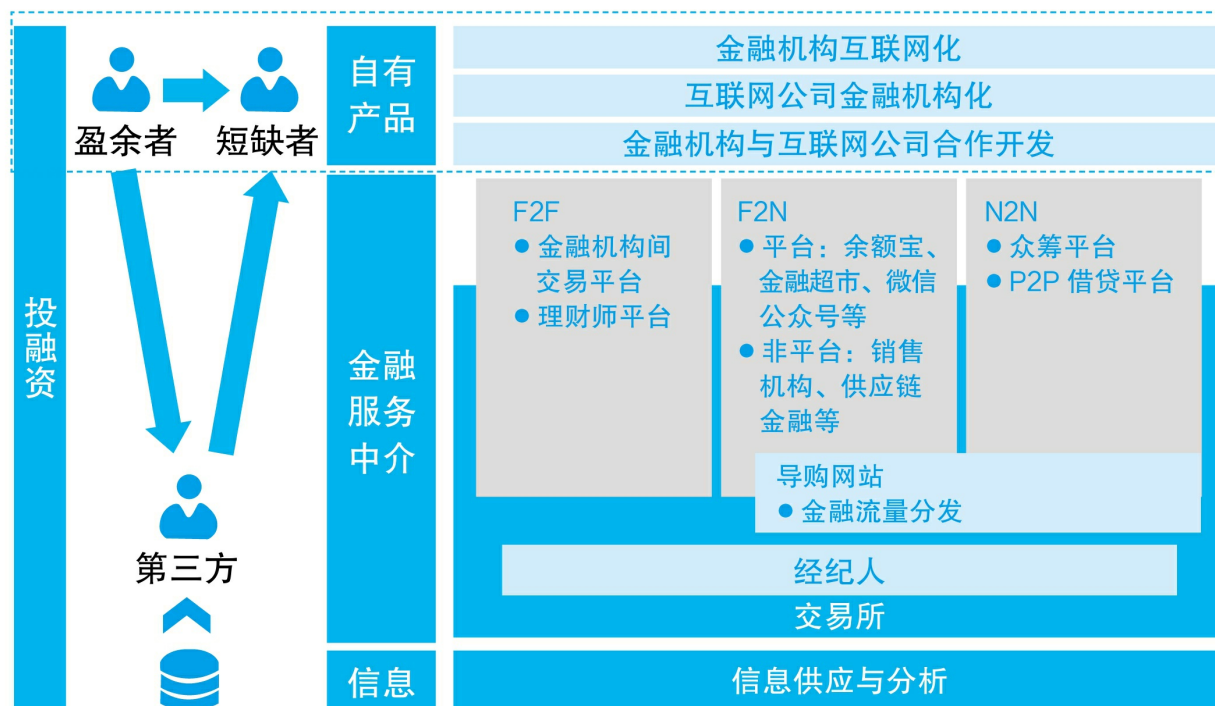 投融资
盈余者
短缺者
第三方
自有
产品
金融机构互联网化
互联网公司金融机构化
金融机构与互联网公司合作开发
金融
服务
中介
F2F
● 金融机构间
交易平台
● 理财师平台
F2N
● 平台：余额宝、
金融超市、微信
公众号等
● 非平台：销售
机构、供应链
金融等
N2N
● 众筹平台
● P2P 借贷平台
导购网站
● 金融流量分发
经纪人
交易所
信息
信息供应与分析